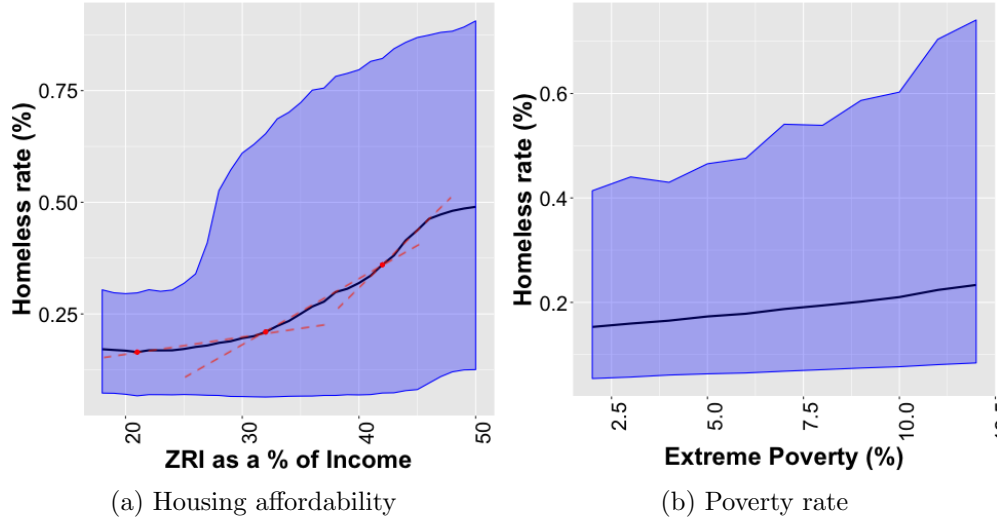 Homeless rate (%)
0.75
0.50
0.25
20
30
40
50
ZRI as a % of Income
(a) Housing affordability
Homeless rate (%)
0.6
0.4
0.2
2.5
5.0
7.5
10.0
Extreme Poverty (%)
(b) Poverty rate